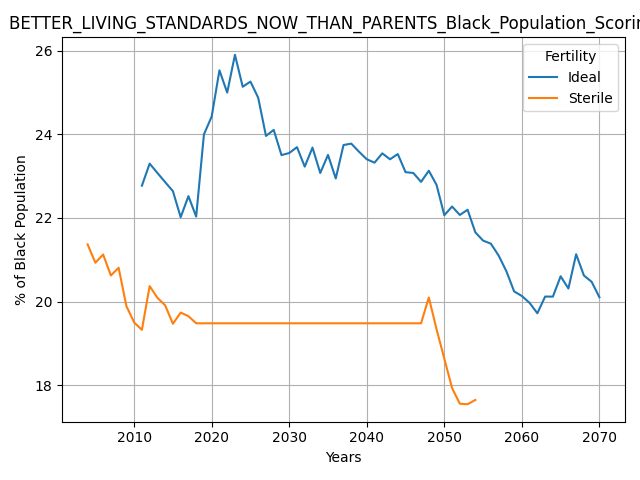 BETTER_LIVING_STANDARDS_NOW_THAN_PARENTS_Black_Population_Scorin
Fertility
Ideal
Sterile
% of Black Population
26
24
22
20
18
2010 2020 2030 2040 2050 2060 2070
Years